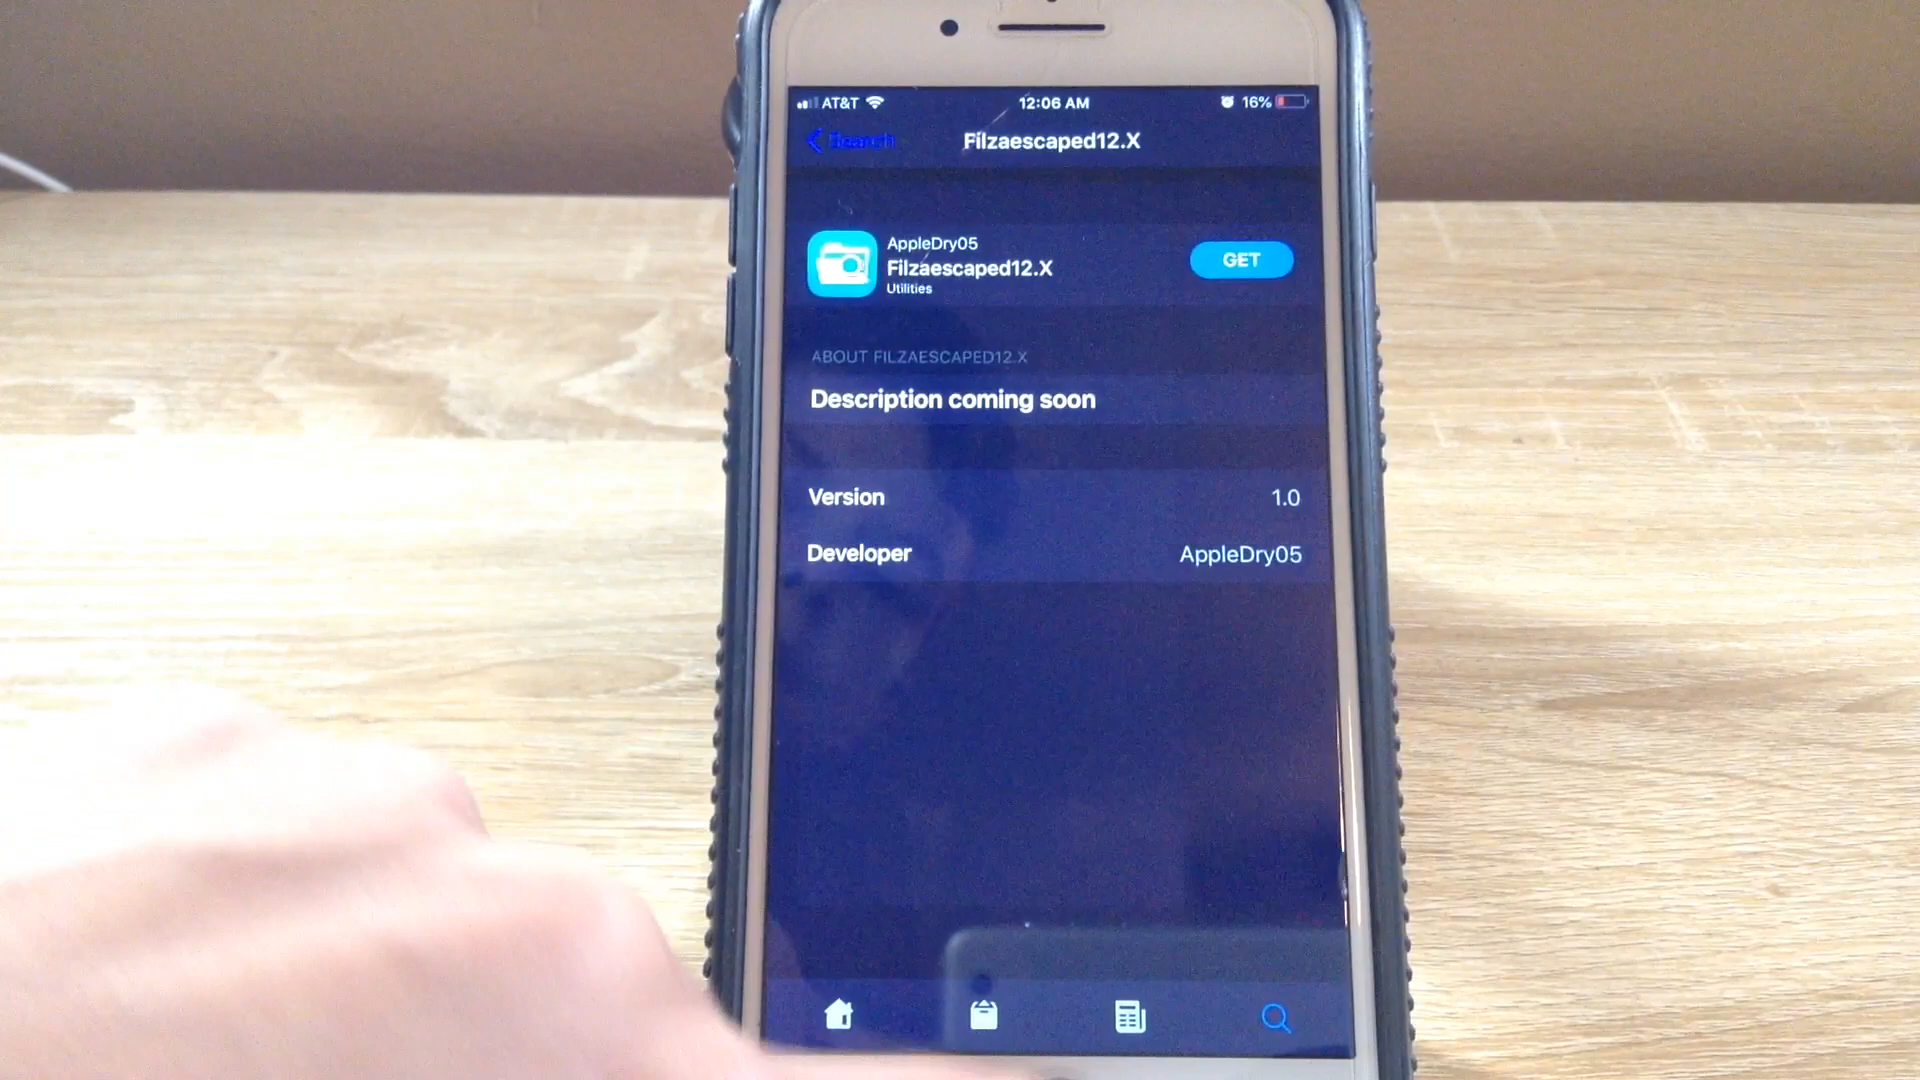 AT&T 12:06 AM 16%
Search Filzaescaped12.X
AppleDry05
Filzaescaped12.X
GET
Utilities
ABOUT FILZAESCAPED12.X
Description coming soon
Version 1.0
Developer AppleDry05